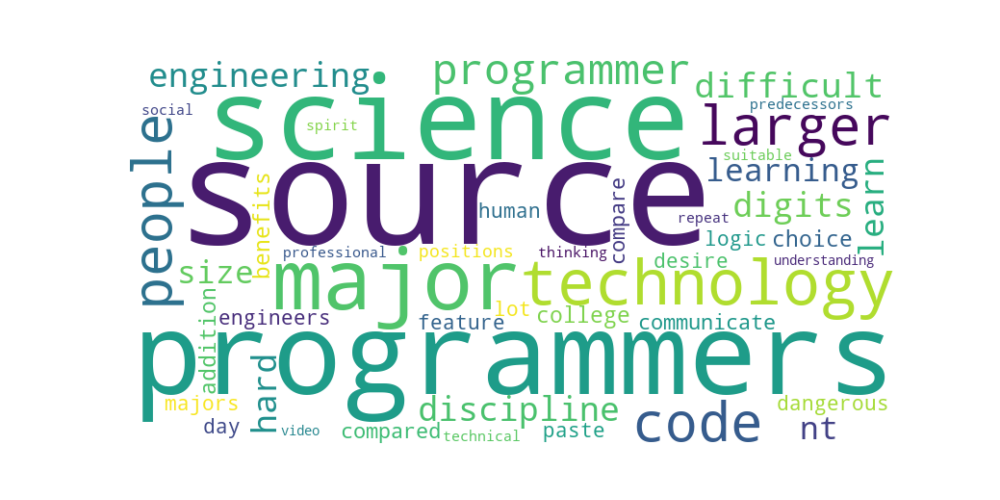 engineering
programmer
difficult
social
science
predecessors
spirit
larger
people
source
suitable
learning
learn
benefits
human
compare
digits
repeat
logic
choice
professional
positions
thinking
desire
understanding
size
major
technology
addition
engineers
lot
feature
college
communicate
programmers
hard
majors
discipline
dangerous
day
video
compared
technical
paste
code
nt